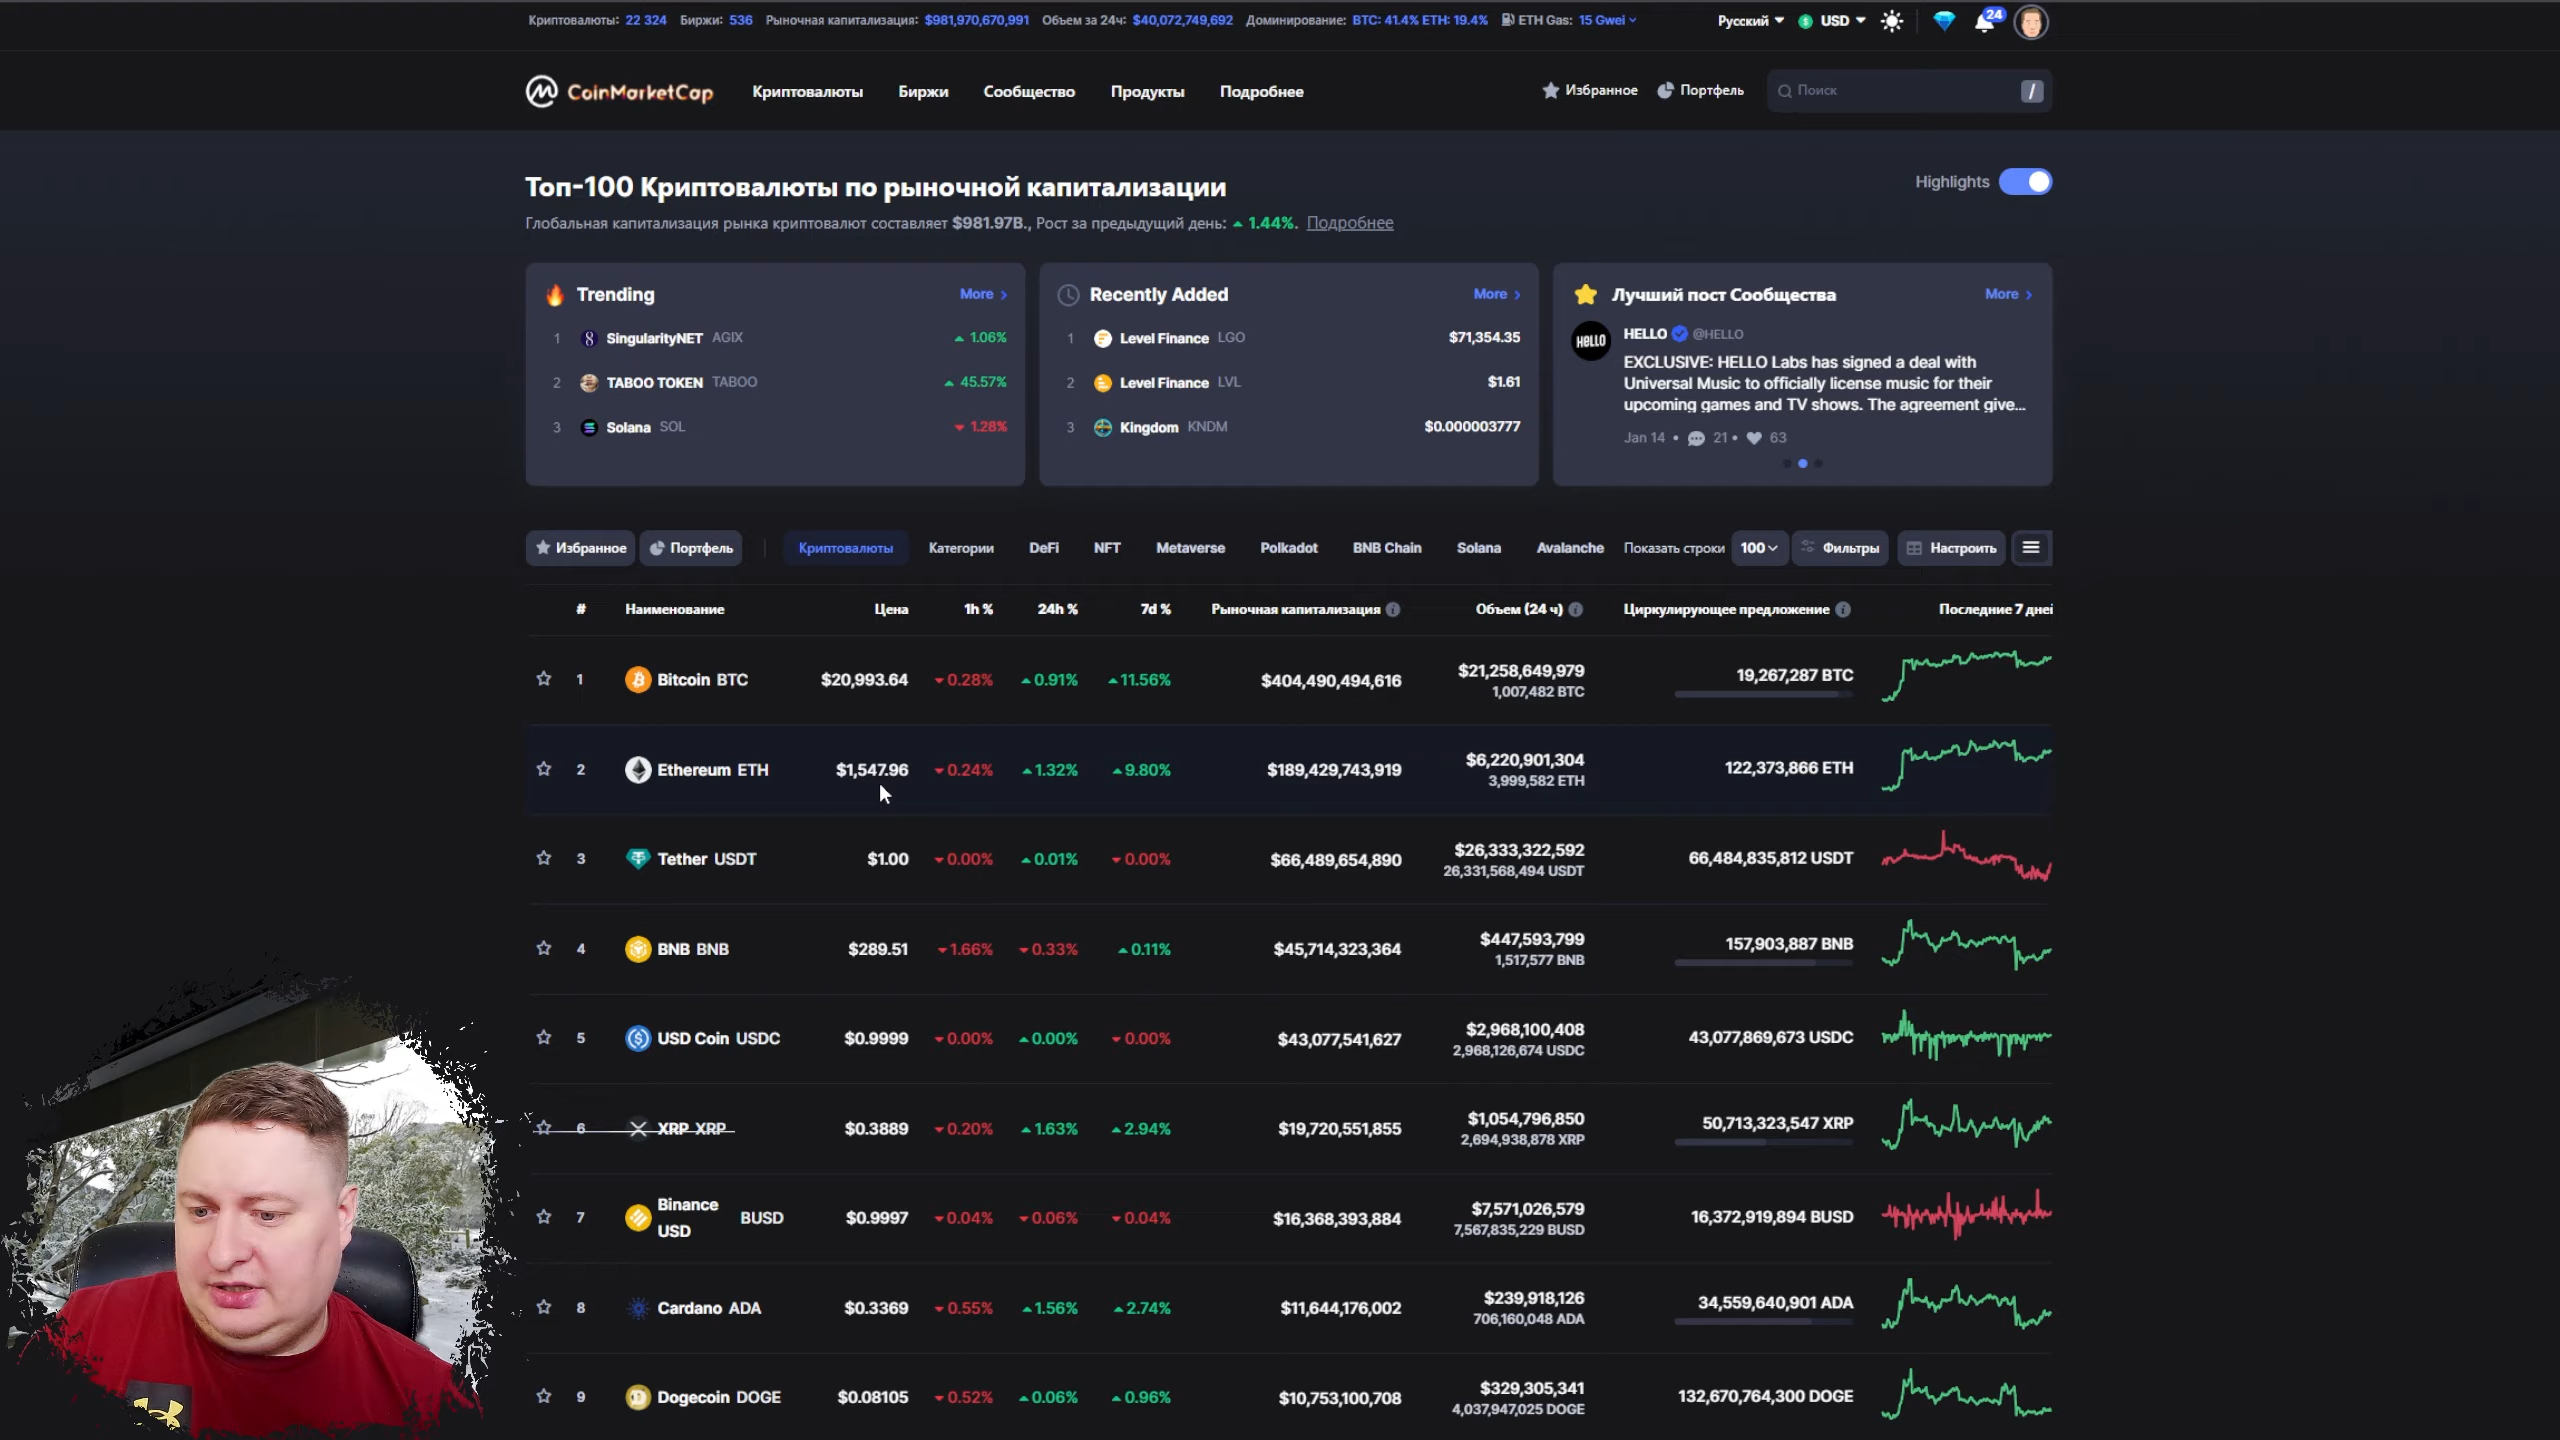 Криптовалюты: 22 324 Биржи: 536 Рыночная капитализация: $981,970,670,991 Объем за 24ч: $40,072,749,692 Доминирование: BTC: 41.4% ETH: 19.4% ETH Gas: 15 Gwei Русский USD 24
CoinMarketCap Криптовалюты Биржи Сообщество Продукты Подробнее Избранное Портфель Поиск /
Топ-100 Криптовалюты по рыночной капитализации Highlights
Глобальная капитализация рынка криптовалют составляет $981.97B., Рост за предыдущий день: 1.44%. Подробнее
Trending More
1 SingularityNET AGIX 1.06%
2 TABOO TOKEN TABOO 45.57%
3 Solana SOL 1.28%
Recently Added More
1 Level Finance LGO $71,354.35
2 Level Finance LVL $1.61
3 Kingdom KNDM $0.000003777
Лучший пост Сообщества More
HELLO HELLO @HELLO
EXCLUSIVE: HELLO Labs has signed a deal with
Universal Music to officially license music for their
upcoming games and TV shows. The agreement give...
Jan 14 • 21 • 63
Избранное Портфель Криптовалюты Категории DeFi NFT Metaverse Polkadot BNB Chain Solana Avalanche Показать строки 100 Фильтры Настроить
# Наименование Цена 1h % 24h % 7d % Рыночная капитализация Объем (24 ч) Циркулирующее предложение Последние 7 дней
1 Bitcoin BTC $20,993.64 0.28% 0.91% 11.56% $404,490,494,616 $21,258,649,979 19,267,287 BTC
1,007,482 BTC
2 Ethereum ETH $1,547.96 0.24% 1.32% 9.80% $189,429,743,919 $6,220,901,304 122,373,866 ETH
3,999,582 ETH
3 Tether USDT $1.00 0.00% 0.01% 0.00% $66,489,654,890 $26,333,322,592 66,484,835,812 USDT
26,331,568,494 USDT
4 BNB BNB $289.51 1.66% 0.33% 0.11% $45,714,323,364 $447,593,799 157,903,887 BNB
1,517,577 BNB
5 USD Coin USDC $0.9999 0.00% 0.00% 0.00% $43,077,541,627 $2,968,100,408 43,077,869,673 USDC
2,968,126,674 USDC
6 XRP XRP $0.3889 0.20% 1.63% 2.94% $19,720,551,855 $1,054,796,850 50,713,323,547 XRP
2,694,938,878 XRP
7 Binance USD BUSD $0.9997 0.04% 0.06% 0.04% $16,368,393,884 $7,571,026,579 16,372,919,894 BUSD
7,567,835,229 BUSD
8 Cardano ADA $0.3369 0.55% 1.56% 2.74% $11,644,176,002 $239,918,126 34,559,640,901 ADA
706,160,048 ADA
9 Dogecoin DOGE $0.08105 0.52% 0.06% 0.96% $10,753,100,708 $329,305,341 132,670,764,300 DOGE
4,037,947,025 DOGE